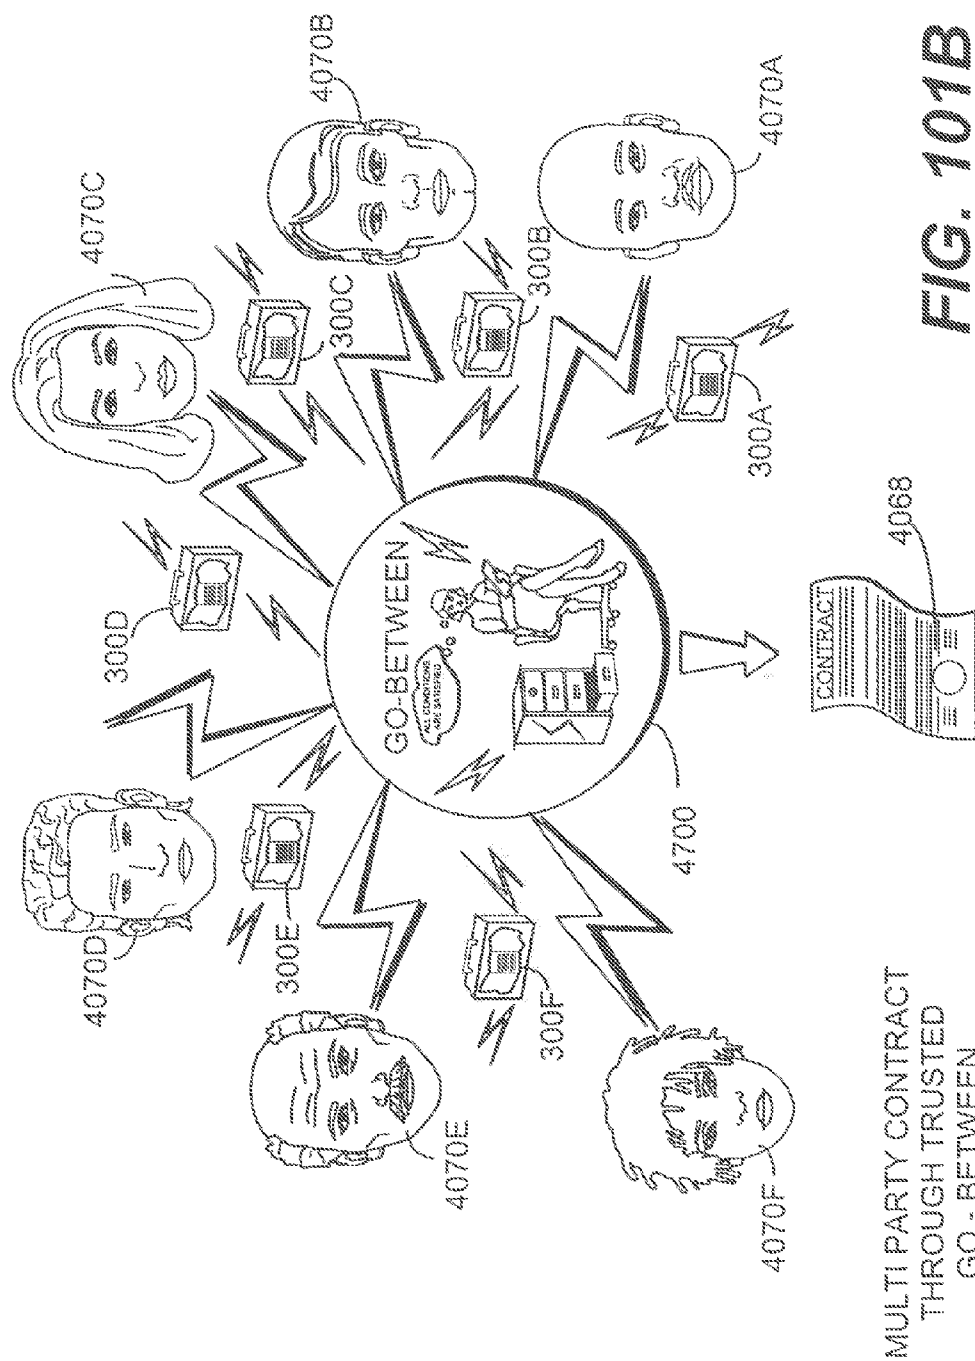 4070C
4070B
300D
300C
4070D
300E
300B
4070A
GO-BETWEEN
ALL CONDITIONS
ARE SATISFIED
4070E
300F
300A
4700
4070F
CONTRACT
4068
MULTI PARTY CONTRACT
THROUGH TRUSTED
GO - BETWEEN
FIG. 101B